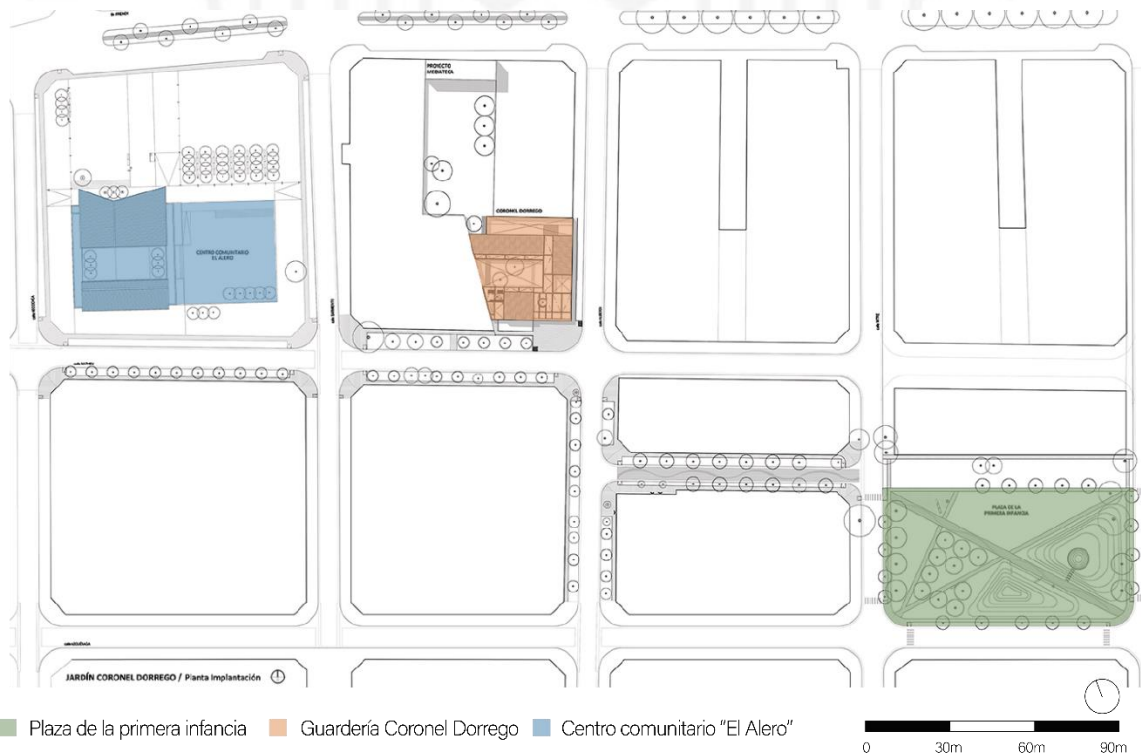 PROYECTO
MEDIATECA
CORONEL DORREGO
CENTRO COMUNITARIO
EL ALERO
PLAZA DE LA
PRIMERA INFANCIA
JARDÍN CORONEL DORREGO / Planta Implantación
Plaza de la primera infancia
Guardería Coronel Dorrego
Centro comunitario “El Alero”
0
30m
60m
90m